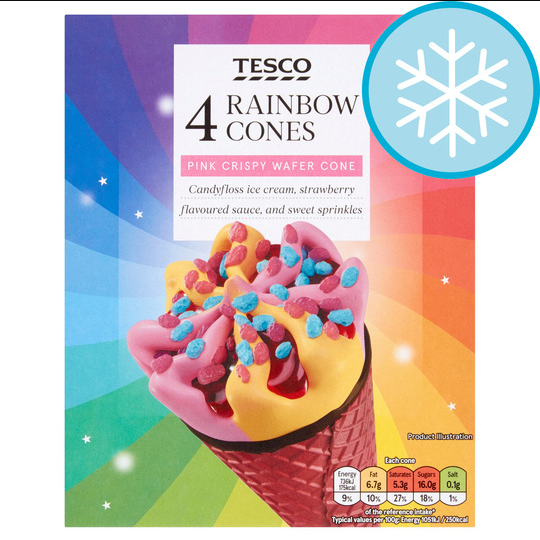 TESCO
4 RAINBOW
CONES
PINK CRISPY WAFER CONE
Candyfloss ice cream, strawberry
flavoured sauce, and sweet sprinkles
Product Illustration
Each cone
Energy Fat Saturates Sugars Salt
736kJ
175kcal 6.7g 5.3g 16.0g 0.1g
9% 10% 27% 18% 1%
of the reference intake*
Typical values per 100g: Energy 1051kJ / 250kcal